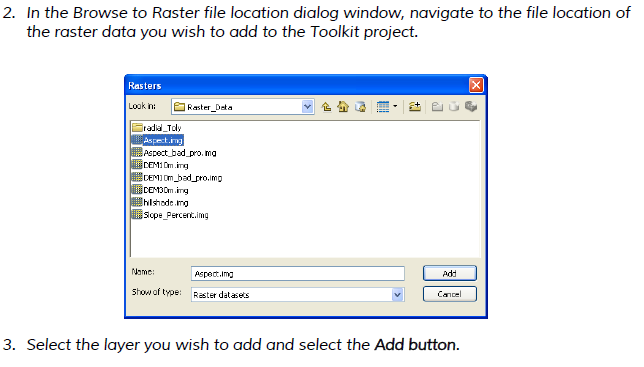 2. In the Browse to Raster file location dialog window, navigate to the file location of
the raster data you wish to add to the Toolkit project.
Rasters
Look in: Raster_Data
radial_Toly
Aspect.img
Aspect_bad_pro.img
DEM10m.img
DEM10m_bad_pro.img
DEM30m.img
hillshade.img
Slope_Percent.img
Name: Aspect.img Add
Show of type: Raster datasets Cancel
3. Select the layer you wish to add and select the Add button.